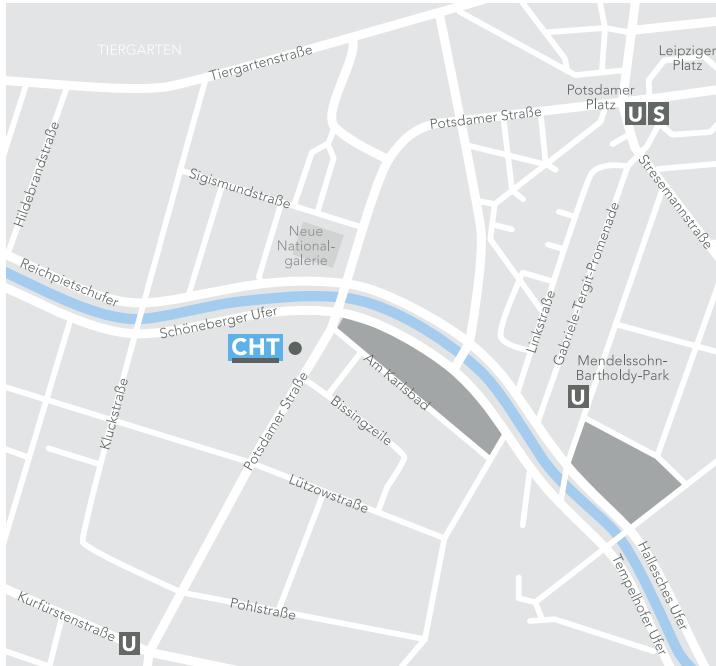 TIERGARTEN
Tiergartenstraße
Leipziger
Platz
Potsdamer
Platz
U S
Potsdamer Straße
Hildebrandstraße
Sigismundstraße
Stresemannstraße
Neue
National-
galerie
Gabriele-Tergit-Promenade
Reichpietschufer
Schöneberger Ufer
Linkstraße
CHT
Am Karlsbad
Mendelssohn-
Bartholdy-Park
U
Kluckstraße
Potsdamer Straße
Bissingzeile
Lützowstraße
Hallesches Ufer
Tempelhofer Ufer
Kurfürstenstraße
U
Pohlstraße